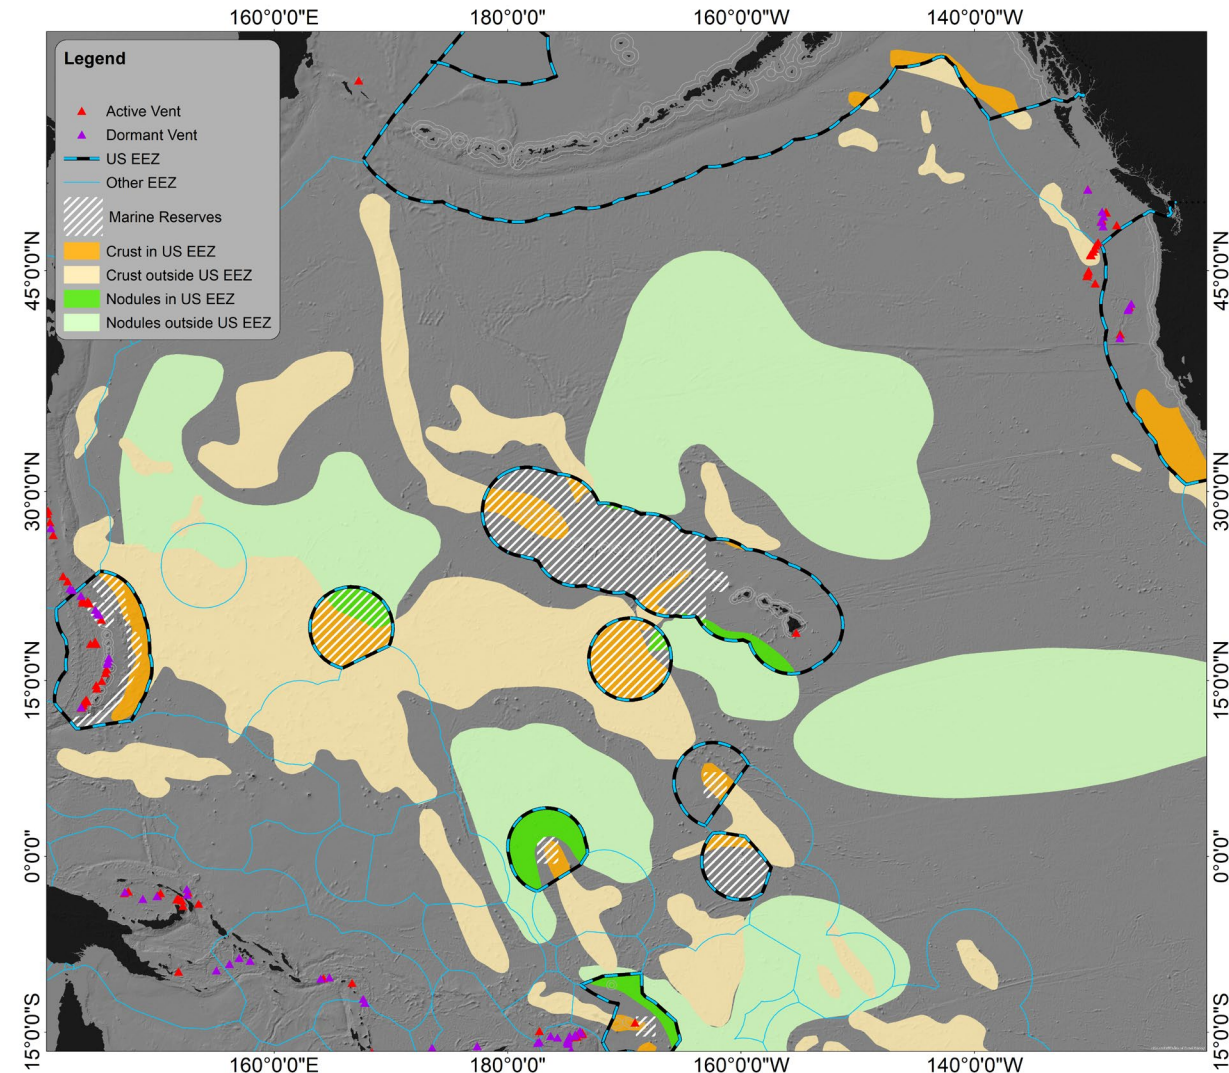 160°0'0"E
180°0'0"
160°0'0"W
140°0'0"W
Legend
Active Vent
Dormant Vent
US EEZ
Other EEZ
Marine Reserves
Crust in US EEZ
Crust outside US EEZ
Nodules in US EEZ
Nodules outside US EEZ
45°0'0"N
45°0'0"N
30°0'0"N
30°0'0"N
15°0'0"N
15°0'0"N
0°0'0"
0°0'0"
15°0'0"S
15°0'0"S
160°0'0"E
180°0'0"
160°0'0"W
140°0'0"W